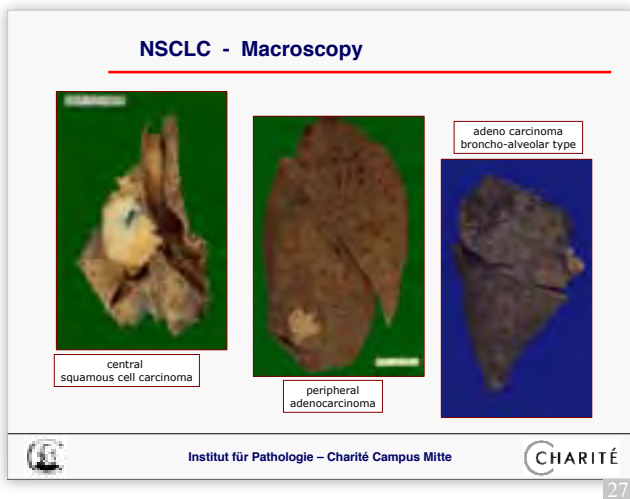 NSCLC - Macroscopy
adeno carcinoma
broncho-alveolar type
central
squamous cell carcinoma
peripheral
adenocarcinoma
Institut für Pathologie – Charité Campus Mitte
CHARITÉ
27